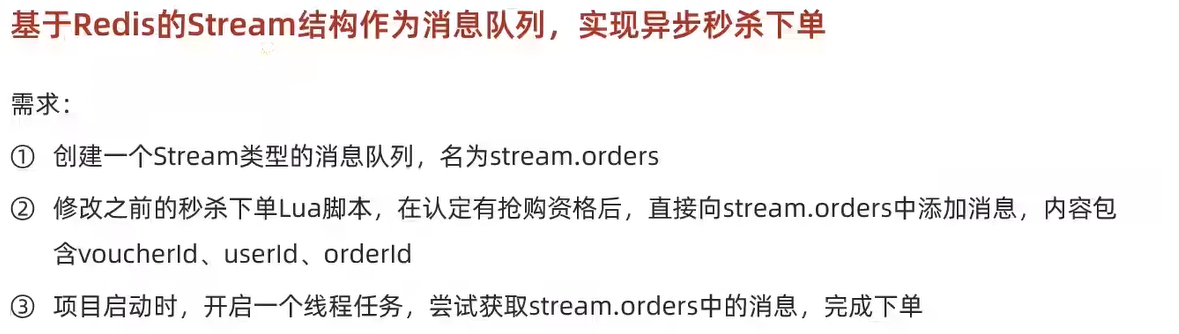 基于Redis的Stream结构作为消息队列，实现异步秒杀下单
需求：
① 创建一个Stream类型的消息队列，名为stream.orders
② 修改之前的秒杀下单Lua脚本，在认定有抢购资格后，直接向stream.orders中添加消息，内容包
含voucherId、userId、orderId
③ 项目启动时，开启一个线程任务，尝试获取stream.orders中的消息，完成下单